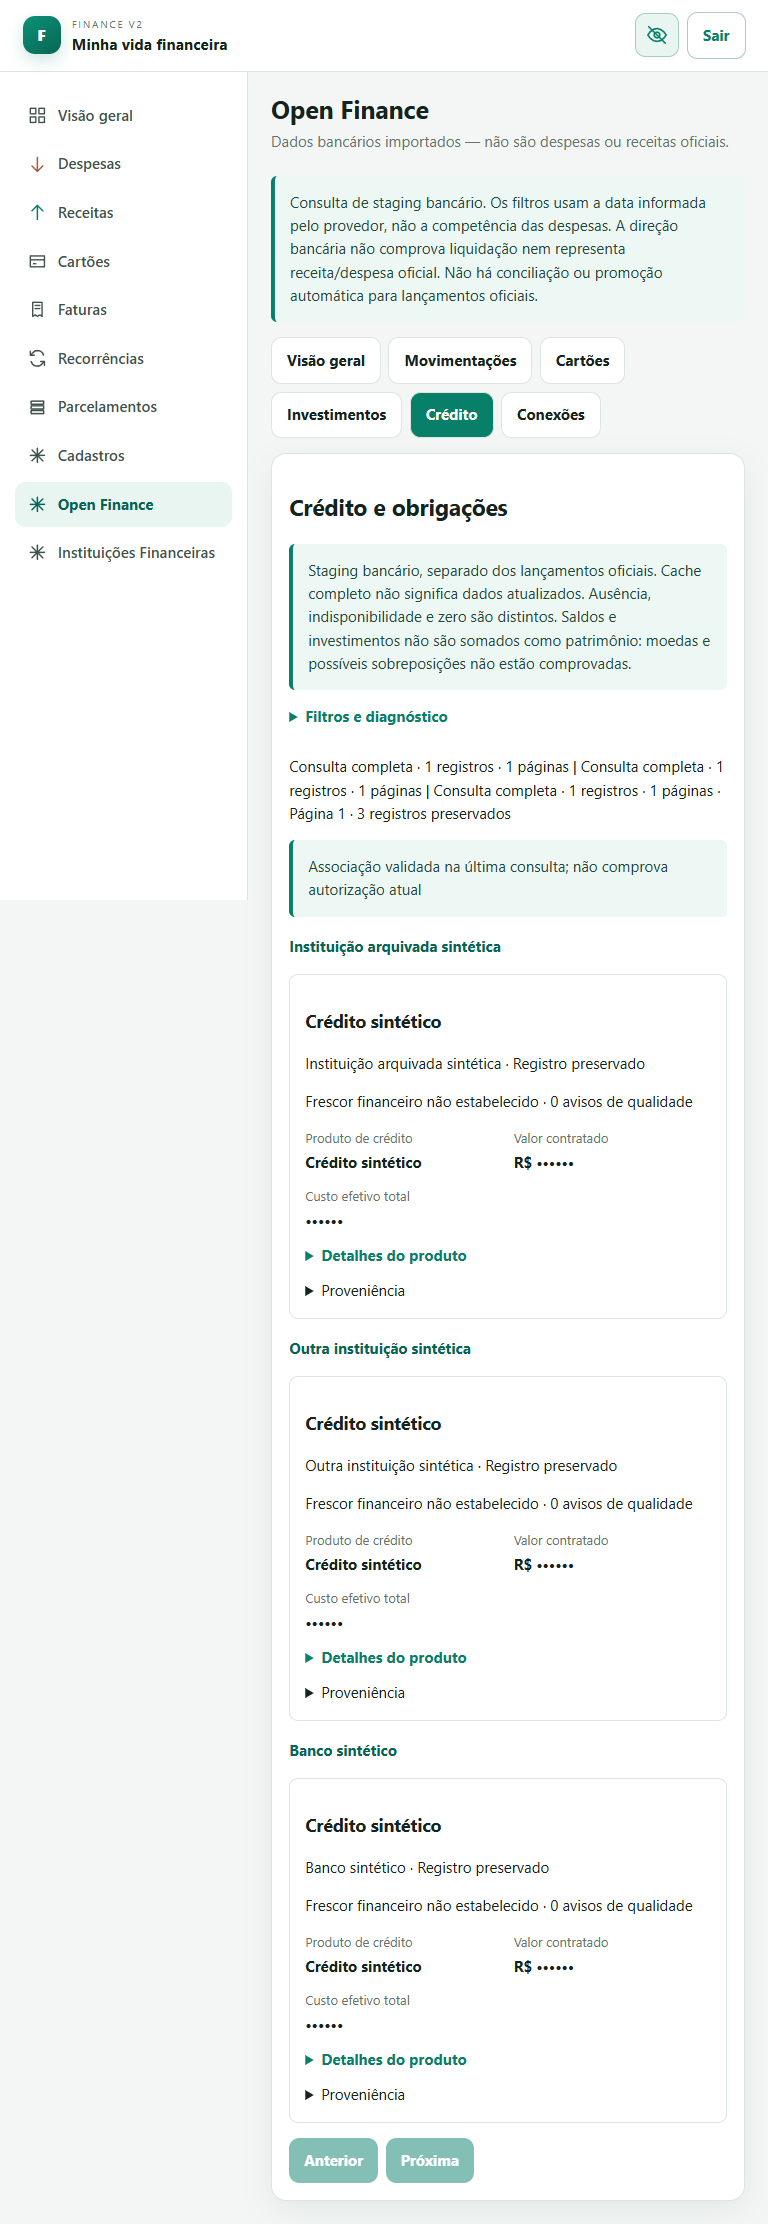 F
FINANCE V2
Minha vida financeira
Sair
Visão geral
Despesas
Receitas
Cartões
Faturas
Recorrências
Parcelamentos
Cadastros
Open Finance
Instituições Financeiras
Open Finance
Dados bancários importados — não são despesas ou receitas oficiais.
Consulta de staging bancário. Os filtros usam a data informada
pelo provedor, não a competência das despesas. A direção
bancária não comprova liquidação nem representa
receita/despesa oficial. Não há conciliação ou promoção
automática para lançamentos oficiais.
Visão geral
Movimentações
Cartões
Investimentos
Crédito
Conexões
Crédito e obrigações
Staging bancário, separado dos lançamentos oficiais. Cache
completo não significa dados atualizados. Ausência,
indisponibilidade e zero são distintos. Saldos e
investimentos não são somados como patrimônio: moedas e
possíveis sobreposições não estão comprovadas.
Filtros e diagnóstico
Consulta completa · 1 registros · 1 páginas | Consulta completa · 1
registros · 1 páginas | Consulta completa · 1 registros · 1 páginas ·
Página 1 · 3 registros preservados
Associação validada na última consulta; não comprova
autorização atual
Instituição arquivada sintética
Crédito sintético
Instituição arquivada sintética · Registro preservado
Frescor financeiro não estabelecido · 0 avisos de qualidade
Produto de crédito
Crédito sintético
Valor contratado
R$ ••••••
Custo efetivo total
••••••
Detalhes do produto
Proveniência
Outra instituição sintética
Crédito sintético
Outra instituição sintética · Registro preservado
Frescor financeiro não estabelecido · 0 avisos de qualidade
Produto de crédito
Crédito sintético
Valor contratado
R$ ••••••
Custo efetivo total
••••••
Detalhes do produto
Proveniência
Banco sintético
Crédito sintético
Banco sintético · Registro preservado
Frescor financeiro não estabelecido · 0 avisos de qualidade
Produto de crédito
Crédito sintético
Valor contratado
R$ ••••••
Custo efetivo total
••••••
Detalhes do produto
Proveniência
Anterior
Próxima